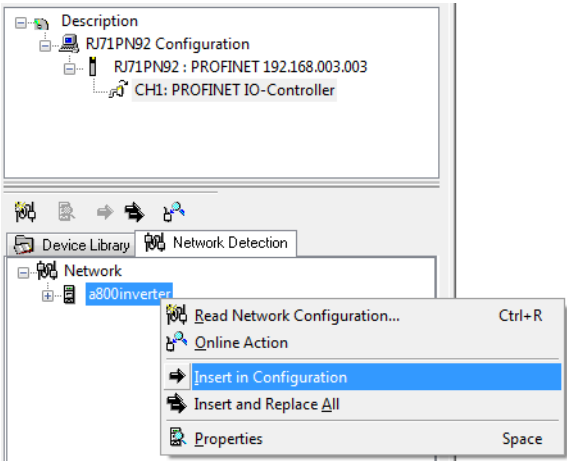 Description
RJ71PN92 Configuration
RJ71PN92 : PROFINET 192.168.003.003
CH1: PROFINET IO-Controller
Device Library Network Detection
Network
a800inverter
Read Network Configuration... Ctrl+R
Online Action
Insert in Configuration
Insert and Replace All
Properties Space